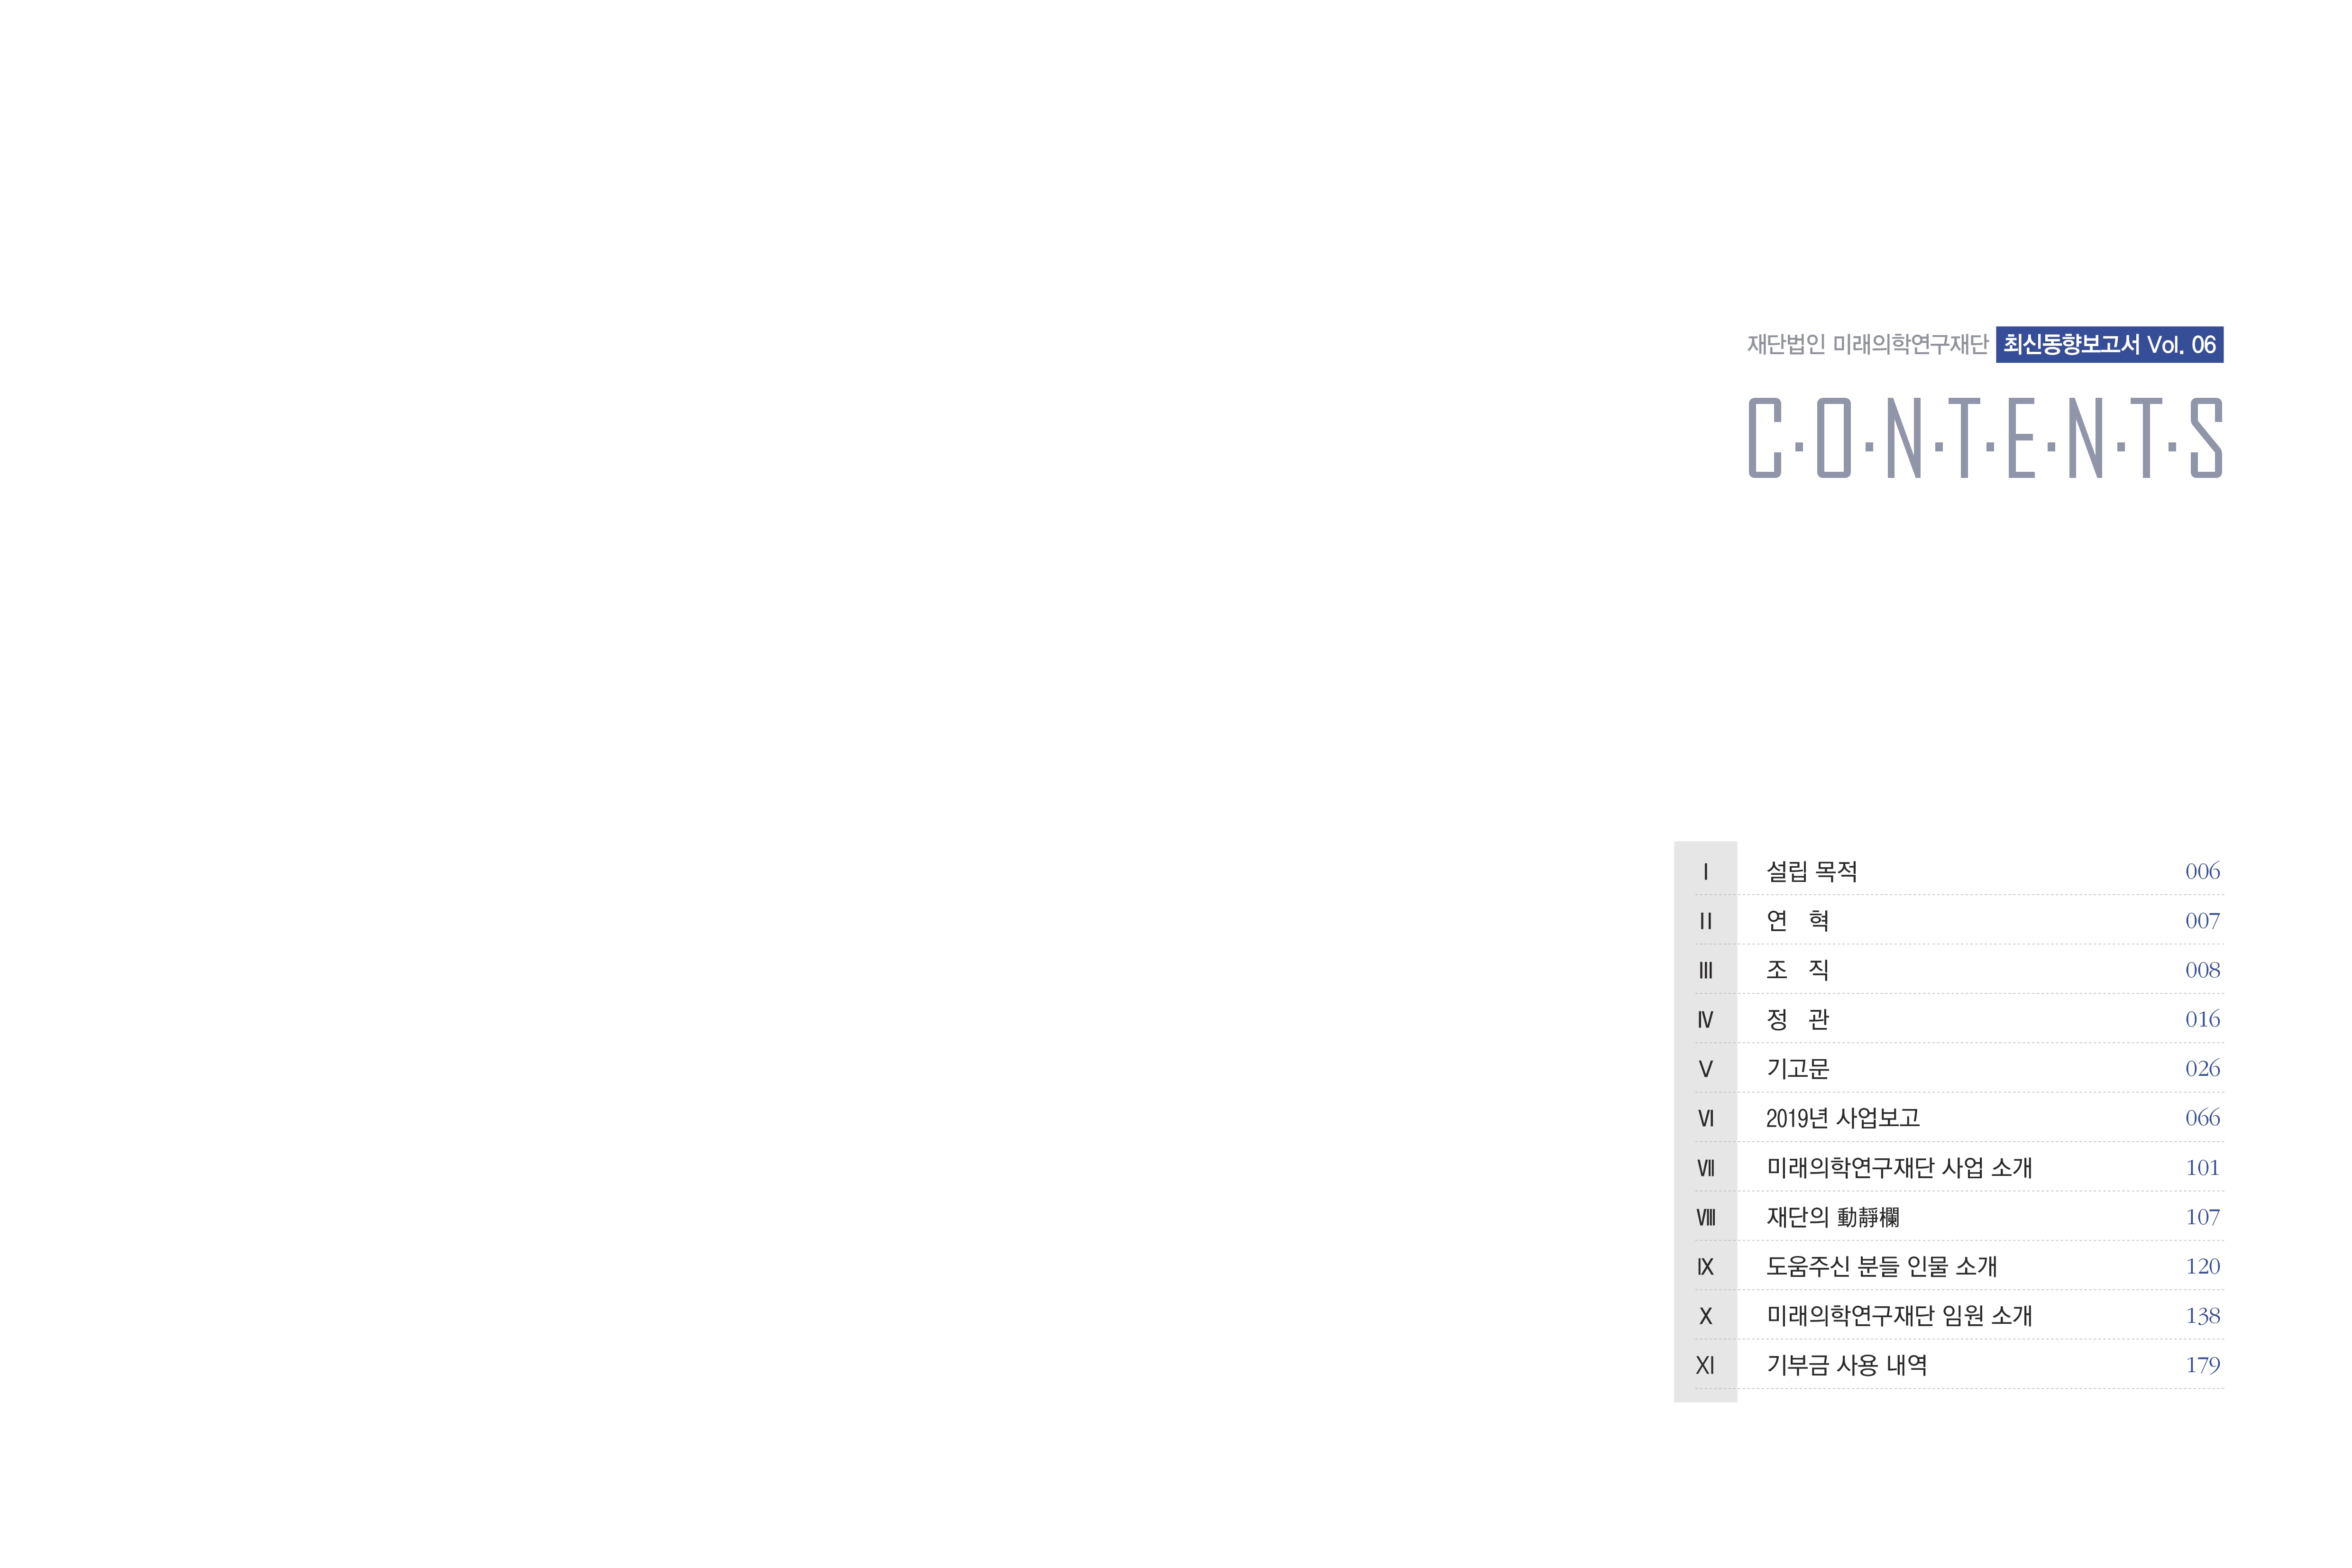 재단법인 미래의학연구재단 최신동향보고서 Vol. 06
C·O·N·T·E·N·T·S
Ⅰ 설립 목적 006
Ⅱ 연 혁 007
Ⅲ 조 직 008
Ⅳ 정 관 016
Ⅴ 기고문 026
Ⅵ 2019년 사업보고 066
Ⅶ 미래의학연구재단 사업 소개 101
Ⅷ 재단의 動靜欄 107
Ⅸ 도움주신 분들 인물 소개 120
Ⅹ 미래의학연구재단 임원 소개 138
XI 기부금 사용 내역 179